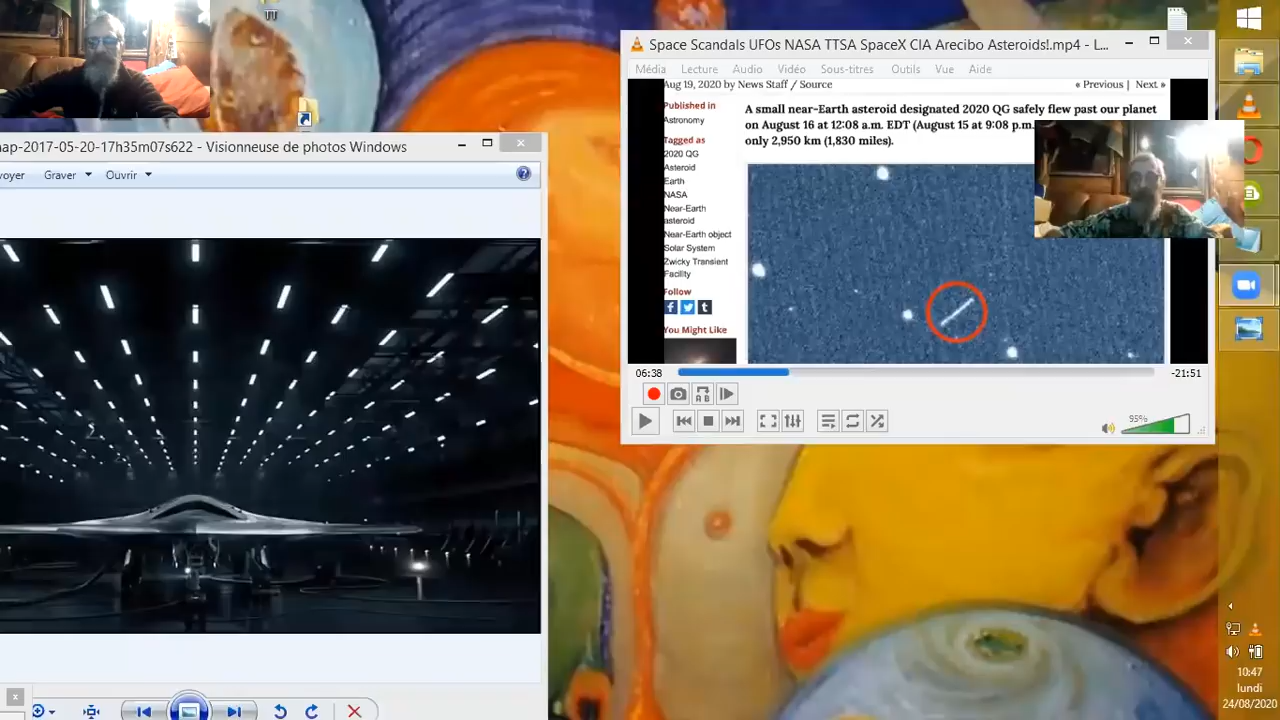 TT
Space Scandals UFOs NASA TTSA SpaceX CIA Arecibo Asteroids!.mp4 - L...
Média Lecture Audio Vidéo Sous-titres Outils Vue Aide
Aug 19, 2020 by News Staff / Source
« Previous | Next »
Published in
Astronomy
Tagged as
2020 QG
Asteroid
Earth
NASA
Near-Earth
asteroid
Near-Earth object
Solar System
Zwicky Transient
Facility
Follow
f t
You Might Like
A small near-Earth asteroid designated 2020 QG safely flew past our planet
on August 16 at 12:08 a.m. EDT (August 15 at 9:08 p.m.
only 2,950 km (1,830 miles).
06:38
-21:51
A B
95%
ap-2017-05-20-17h35m07s622 - Visionneuse de photos Windows
voyer Graver Ouvrir
10:47
lundi
24/08/2020